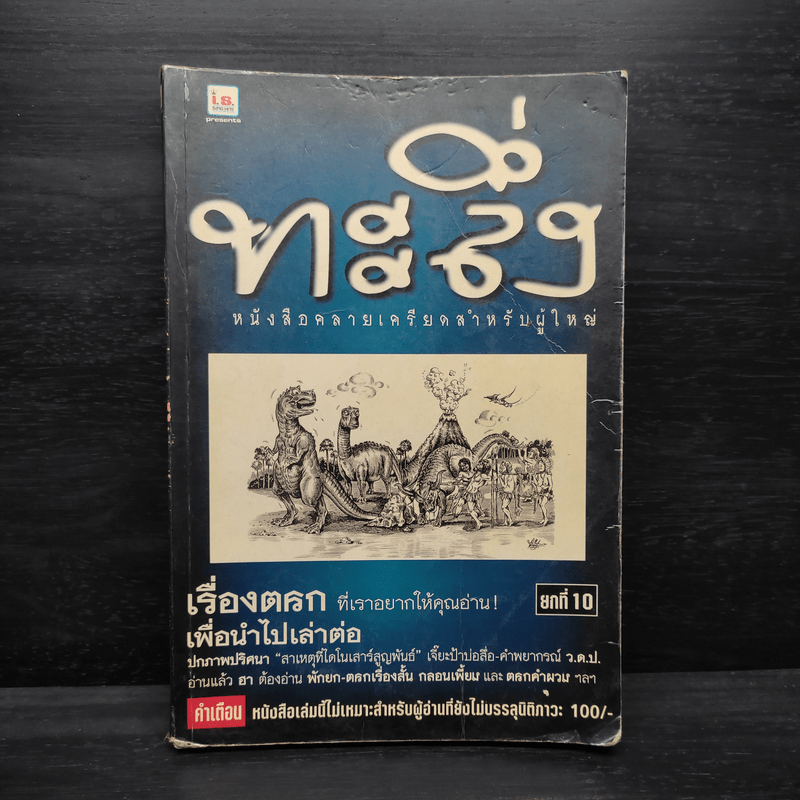 i.s.
presents
ทะลึ่ง
หนังสือคลายเครียดสำหรับผู้ใหญ่
เรื่องตลก ที่เราอยากให้คุณอ่าน!
ยกที่ 10
เพื่อนำไปเล่าต่อ
ปกภาพปริศนา "สาเหตุที่ไดโนเสาร์สูญพันธ์" เจี๊ยะป้าบ่อสื่อ-คำพยากรณ์ ว.ด.ป.
อ่านแล้ว ฮา ต้องอ่าน พักยก-ตลกเรื่องสั้น กลอนเพี้ยน และ ตลกคำผวน ฯลฯ
คำเตือน หนังสือเล่มนี้ไม่เหมาะสำหรับผู้อ่านที่ยังไม่บรรลุนิติภาวะ 100/-